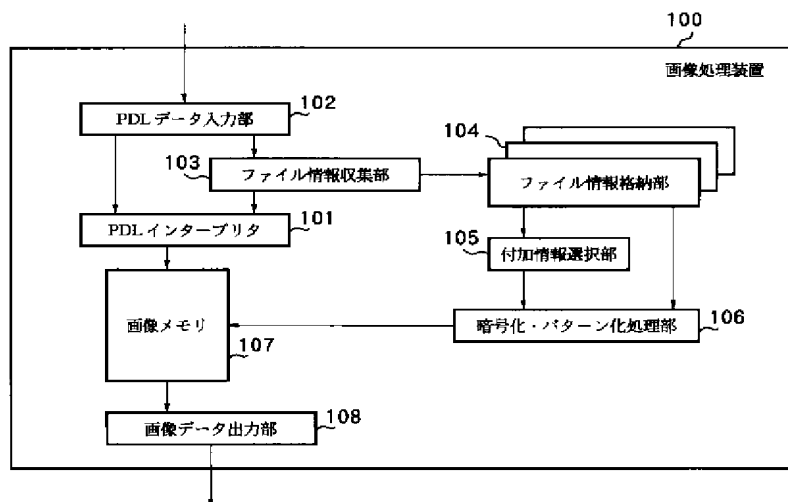 100
画像処理装置
102
PDLデータ入力部
103
ファイル情報収集部
104
ファイル情報格納部
101
PDLインタープリタ
105
付加情報選択部
画像メモリ
107
暗号化・パターン化処理部
106
画像データ出力部
108